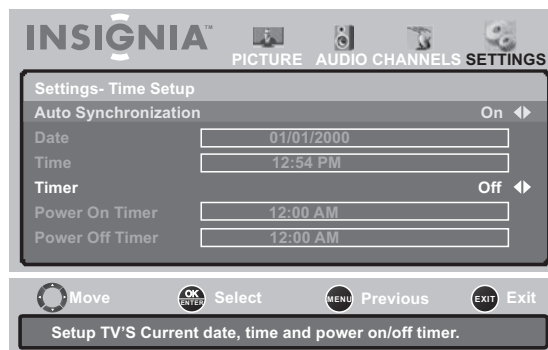 INSIGNIA™
PICTURE AUDIO CHANNELS SETTINGS
Settings- Time Setup
Auto Synchronization On
Date 01/01/2000
Time 12:54 PM
Timer Off
Power On Timer 12:00 AM
Power Off Timer 12:00 AM
Move OK ENTER Select MENU Previous EXIT Exit
Setup TV'S Current date, time and power on/off timer.